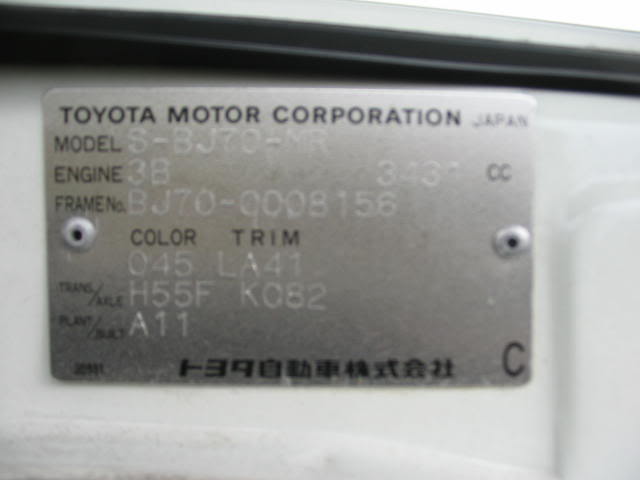 TOYOTA MOTOR CORPORATION JAPAN
MODEL S-BJ70-MR
ENGINE 3B 3431 CC
FRAME No. BJ70-0008156
COLOR TRIM
045 LA41
TRANS/AXLE H55F K082
PLANT/BUILT A11
トヨタ自動車株式会社 C